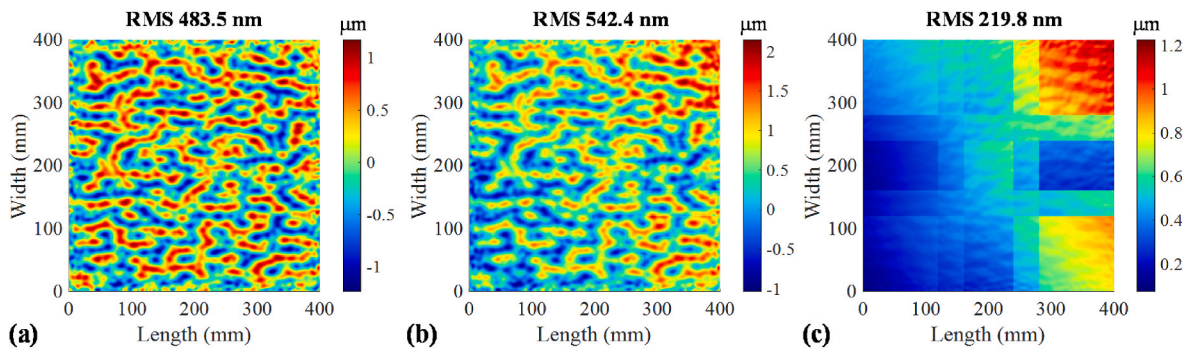 RMS 483.5 nm
µm
400
300
200
100
0
Width (mm)
0 100 200 300 400
Length (mm)
1
0.5
0
-0.5
-1
(a)
RMS 542.4 nm
µm
400
300
200
100
0
Width (mm)
0 100 200 300 400
Length (mm)
2
1.5
1
0.5
0
-0.5
-1
(b)
RMS 219.8 nm
µm
400
300
200
100
0
Width (mm)
0 100 200 300 400
Length (mm)
1.2
1
0.8
0.6
0.4
0.2
(c)